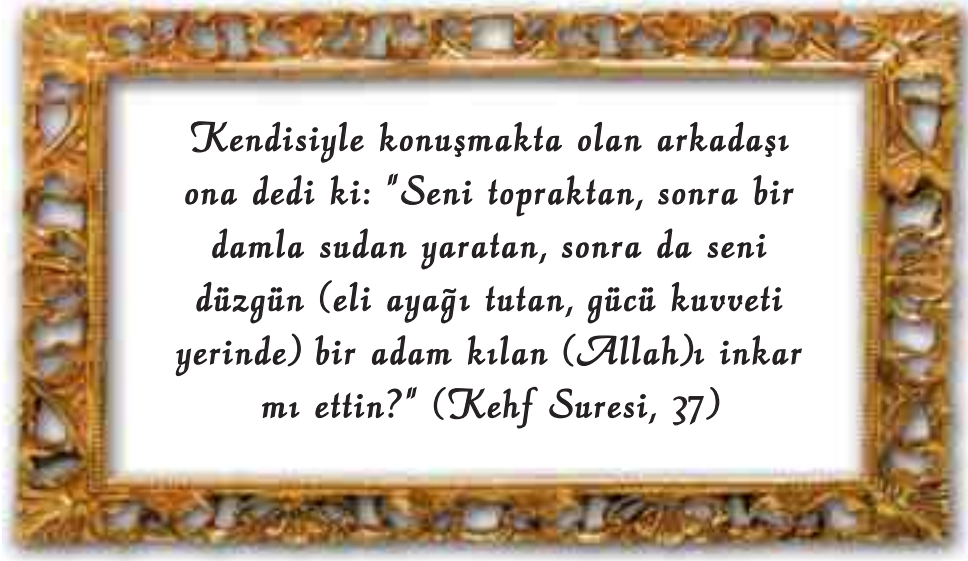 Kendisiyle konuşmakta olan arkadaşı
ona dedi ki: "Seni topraktan, sonra bir
damla sudan yaratan, sonra da seni
düzgün (eli ayağı tutan, gücü kuvveti
yerinde) bir adam kılan (Allah)ı inkar
mı ettin?" (Kehf Suresi, 37)